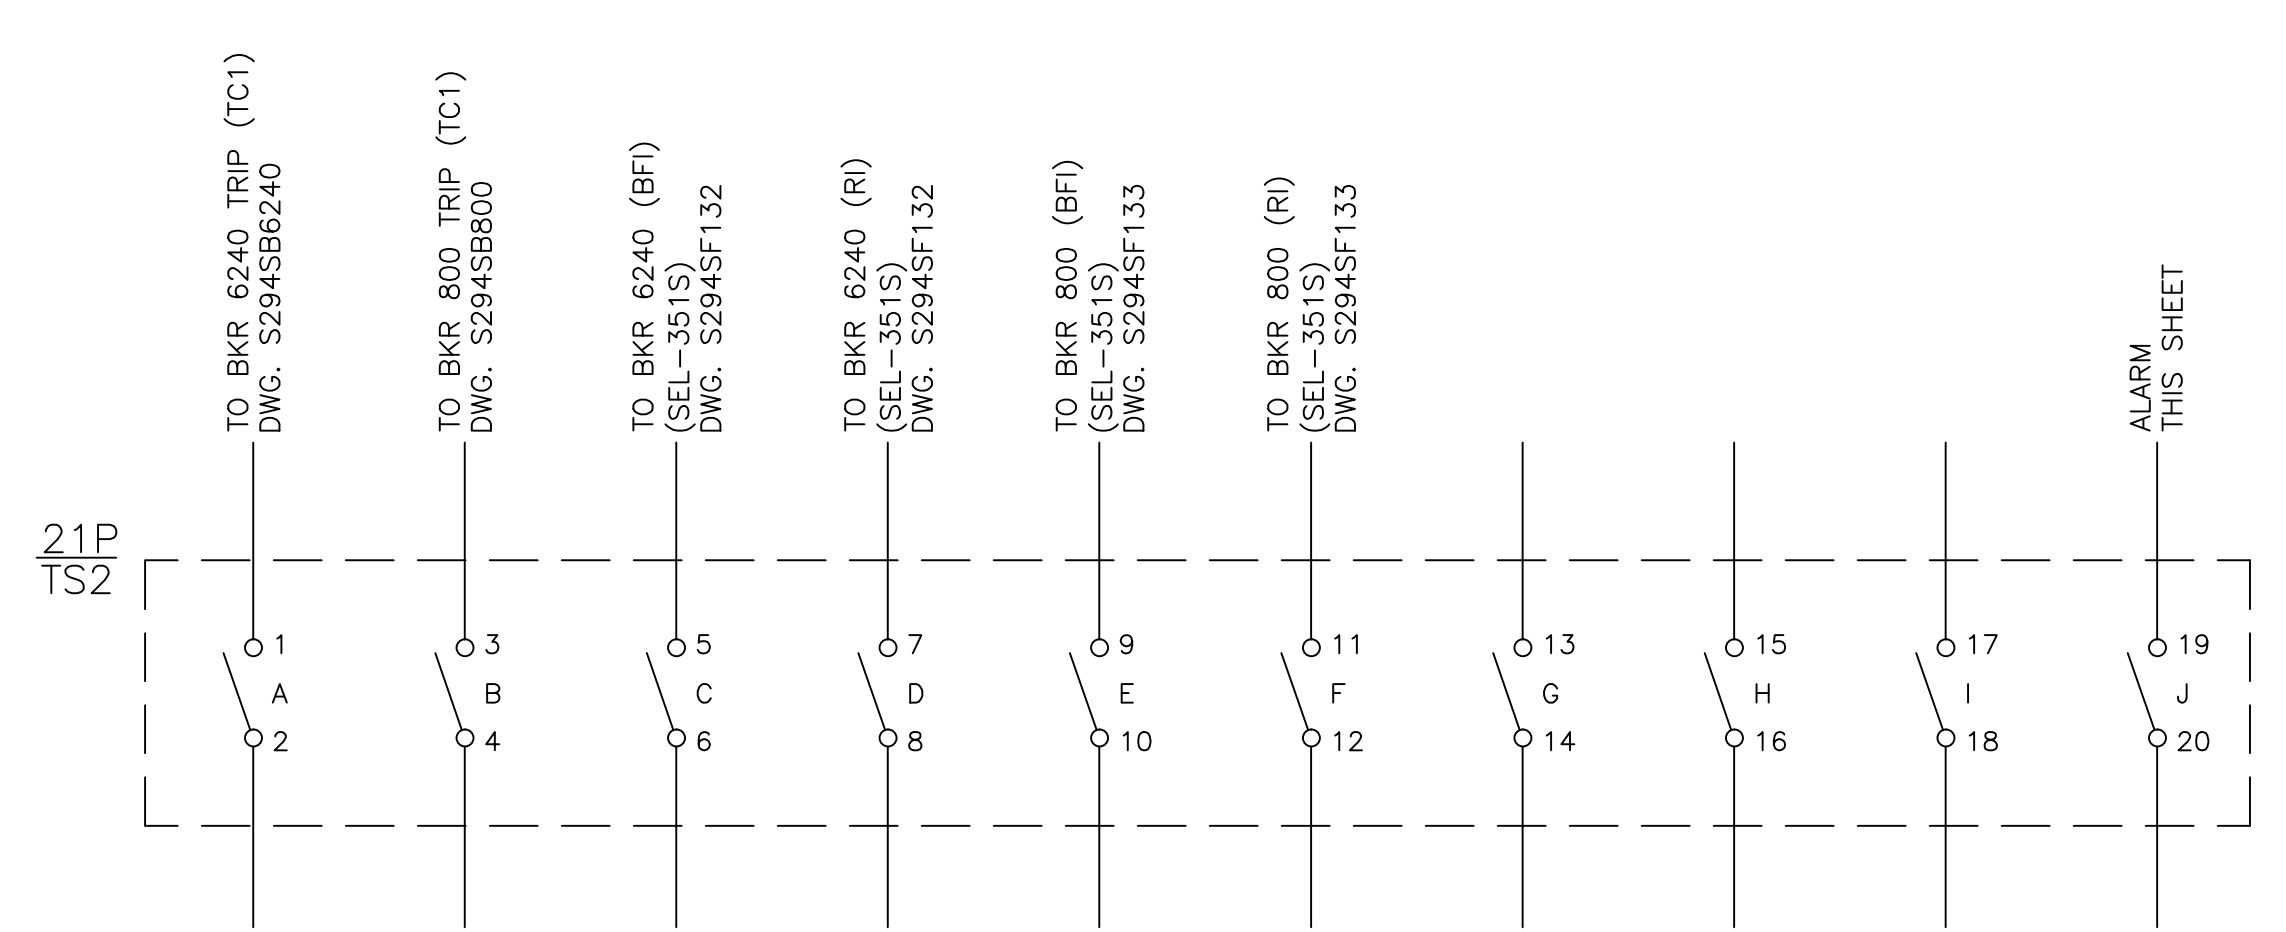 TO BKR 6240 TRIP (TC1)
DWG. S294SB6240
TO BKR 800 TRIP (TC1)
DWG. S294SB800
TO BKR 6240 (BFI)
(SEL-351S)
DWG. S294SF132
TO BKR 6240 (RI)
(SEL-351S)
DWG. S294SF132
TO BKR 800 (BFI)
(SEL-351S)
DWG. S294SF133
TO BKR 800 (RI)
(SEL-351S)
DWG. S294SF133
ALARM
THIS SHEET
21P
TS2
1 3 5 7 9 11 13 15 17 19
A B C D E F G H I J
2 4 6 8 10 12 14 16 18 20